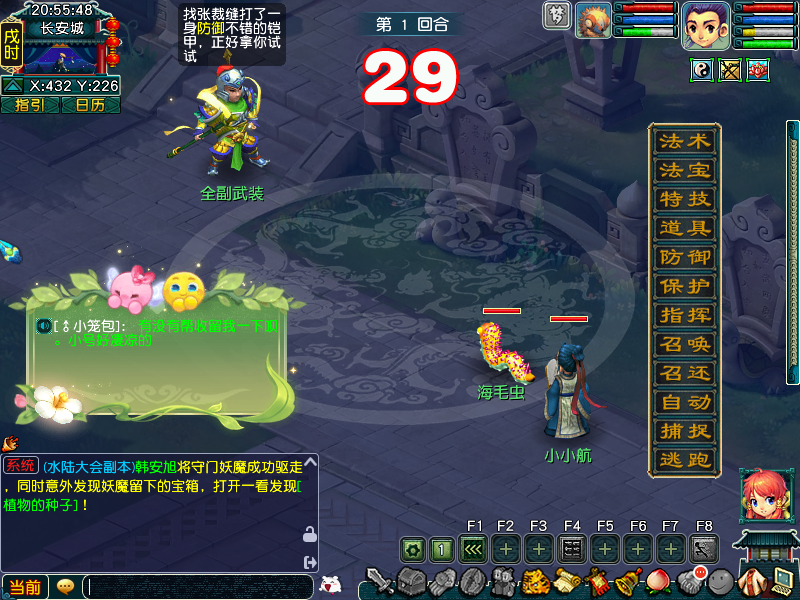 20:55:48
戌时
长安城
X:432 Y:226
指引
日历
找张裁缝打了一
身防御不错的铠
甲，正好拿你试
试
第 1 回合
29
梦
全副武装
[♁小笼包]： 有没有帮收留我一下啊
。小号好凄凉的
海毛虫
小小航
法术
法宝
特技
道具
防御
保护
指挥
召唤
召还
自动
捕捉
逃跑
系统 (水陆大会副本)韩安旭将守门妖魔成功驱走
，同时意外发现妖魔留下的宝箱，打开一看发现[
植物的种子]！
F1 F2 F3 F4 F5 F6 F7 F8
1
当前